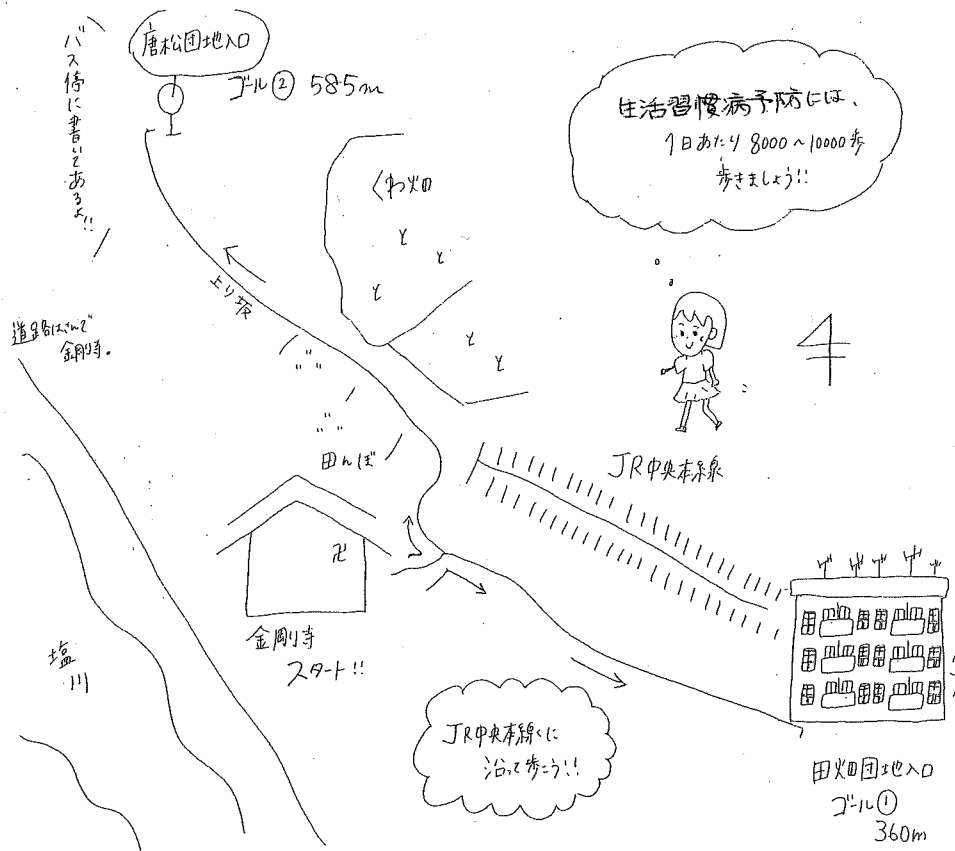 唐松団地入口
ゴール② 585m
バス停に書いてあるよ!!
生活習慣病予防には、
1日あたり 8000～10000歩
歩きましょう!!
くわ畑
上り坂
道路はさんで
金剛寺。
田んぼ
JR中央本線
卍
金剛寺
スタート!!
塩川
JR中央本線に
沿って歩こう!!
田畑団地入口
ゴール①
360m